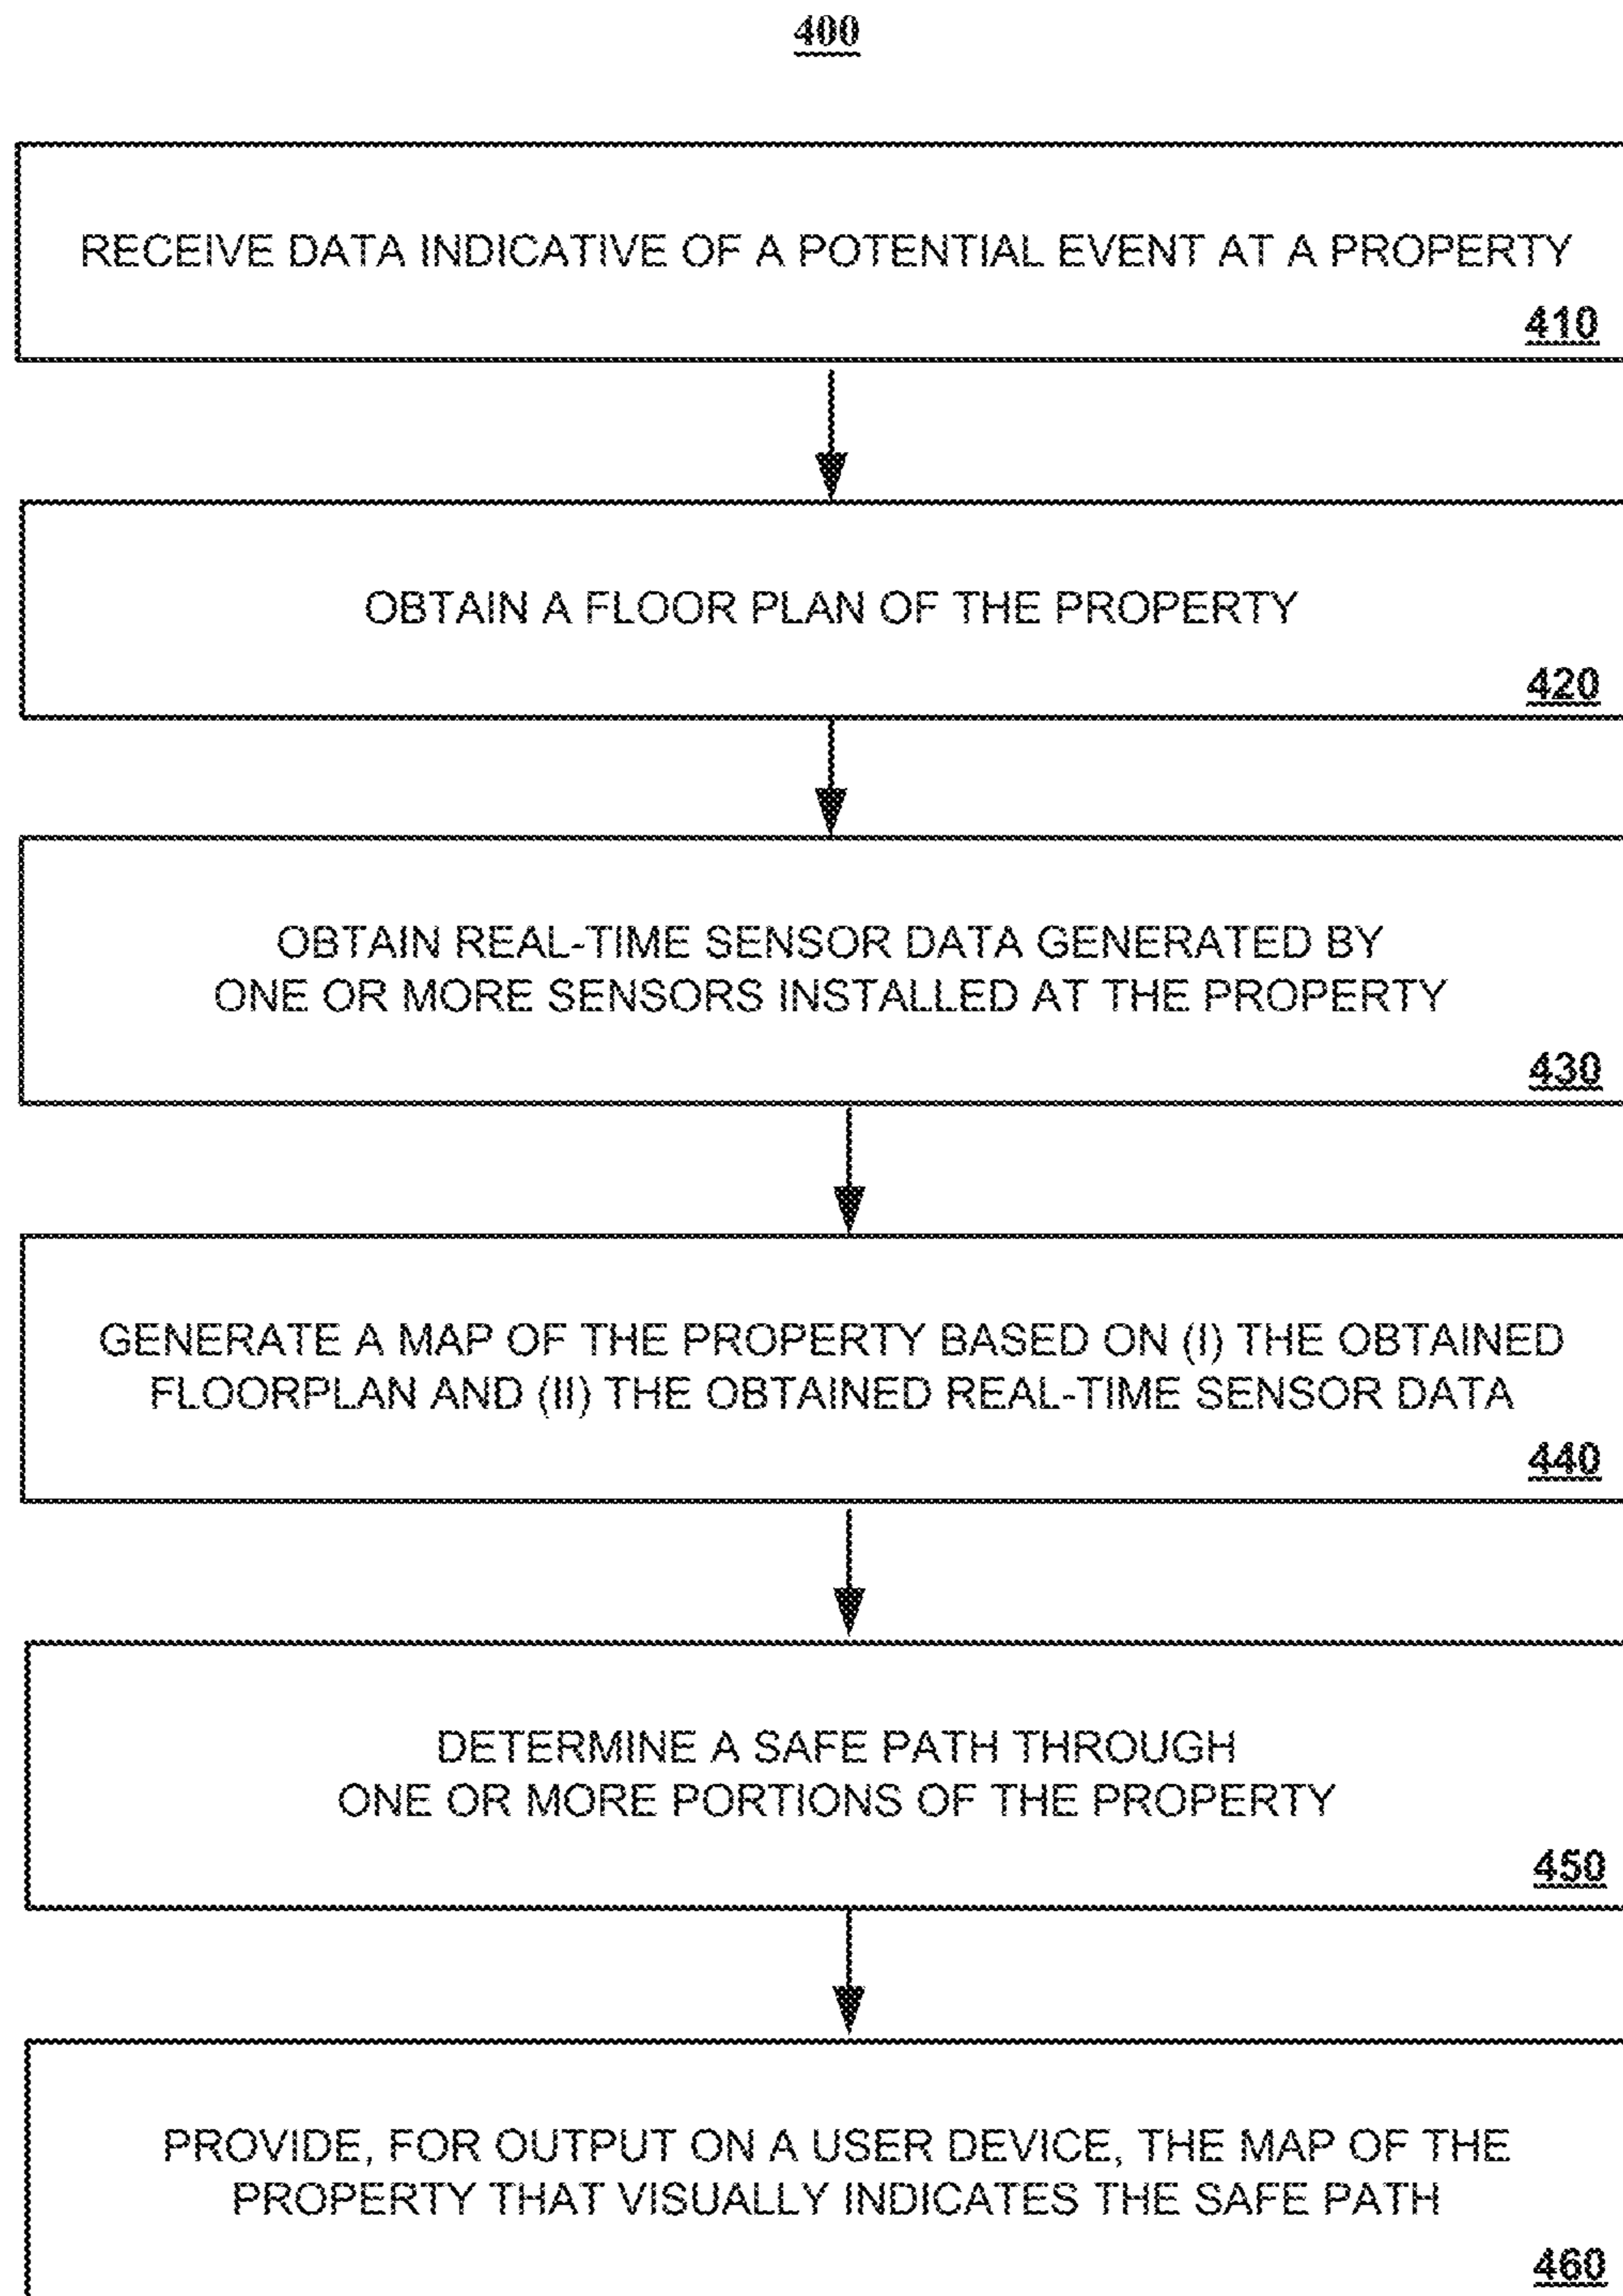 400
RECEIVE DATA INDICATIVE OF A POTENTIAL EVENT AT A PROPERTY
410
OBTAIN A FLOOR PLAN OF THE PROPERTY
420
OBTAIN REAL-TIME SENSOR DATA GENERATED BY
ONE OR MORE SENSORS INSTALLED AT THE PROPERTY
430
GENERATE A MAP OF THE PROPERTY BASED ON (I) THE OBTAINED
FLOORPLAN AND (II) THE OBTAINED REAL-TIME SENSOR DATA
440
DETERMINE A SAFE PATH THROUGH
ONE OR MORE PORTIONS OF THE PROPERTY
450
PROVIDE, FOR OUTPUT ON A USER DEVICE, THE MAP OF THE
PROPERTY THAT VISUALLY INDICATES THE SAFE PATH
460